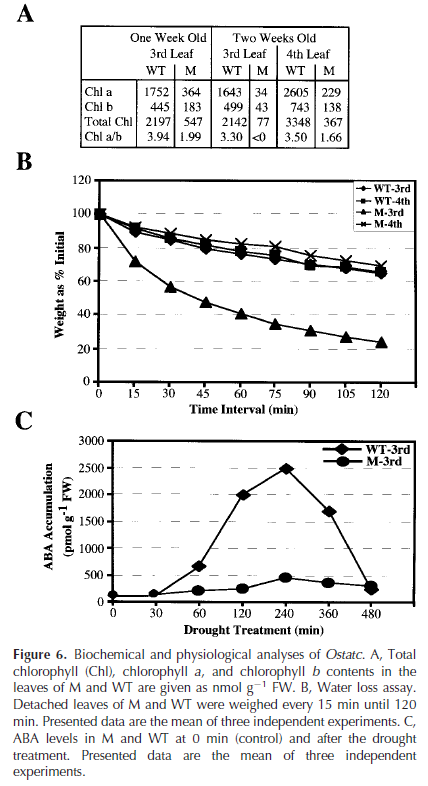 A
One Week Old Two Weeks Old
3rd Leaf 3rd Leaf 4th Leaf
WT M WT M WT M
Chl a 1752 364 1643 34 2605 229
Chl b 445 183 499 43 743 138
Total Chl 2197 547 2142 77 3348 367
Chl a/b 3.94 1.99 3.30 <0 3.50 1.66
B
120
100
80
60
40
20
0
Weight as % Initial
WT-3rd
WT-4th
M-3rd
M-4th
0 15 30 45 60 75 90 105 120
Time Interval (min)
C
3000
2500
2000
1500
1000
500
0
ABA Accumulation
(pmol g-1 FW)
WT-3rd
M-3rd
0 30 60 120 240 360 480
Drought Treatment (min)
Figure 6. Biochemical and physiological analyses of Ostatc. A, Total
chlorophyll (Chl), chlorophyll a, and chlorophyll b contents in the
leaves of M and WT are given as nmol g−1 FW. B, Water loss assay.
Detached leaves of M and WT were weighed every 15 min until 120
min. Presented data are the mean of three independent experiments. C,
ABA levels in M and WT at 0 min (control) and after the drought
treatment. Presented data are the mean of three independent
experiments.